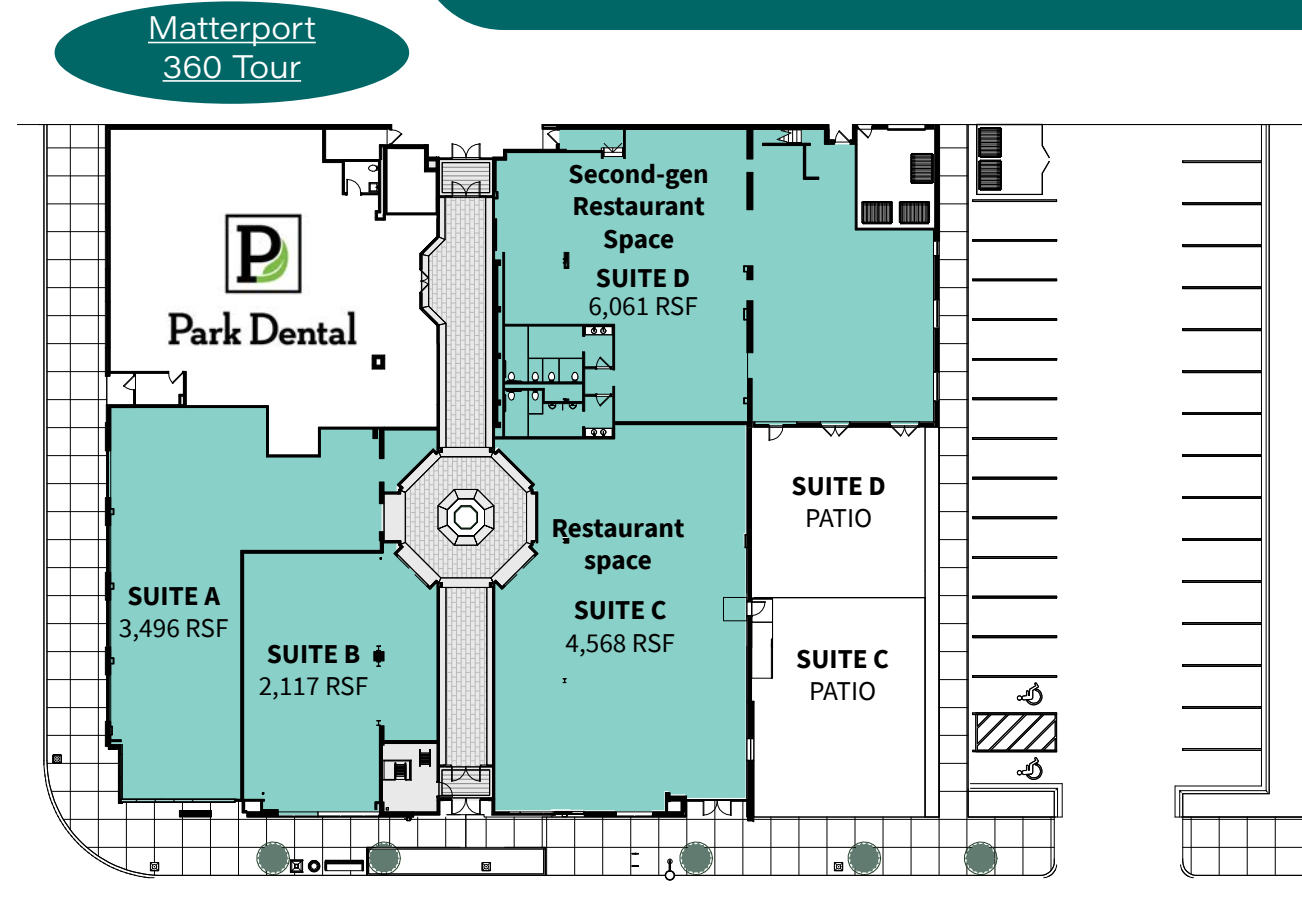 Matterport
360 Tour
P
Park Dental
Second-gen
Restaurant
Space
SUITE D
6,061 RSF
SUITE D
PATIO
Restaurant
space
SUITE C
4,568 RSF
SUITE A
3,496 RSF
SUITE B
2,117 RSF
SUITE C
PATIO